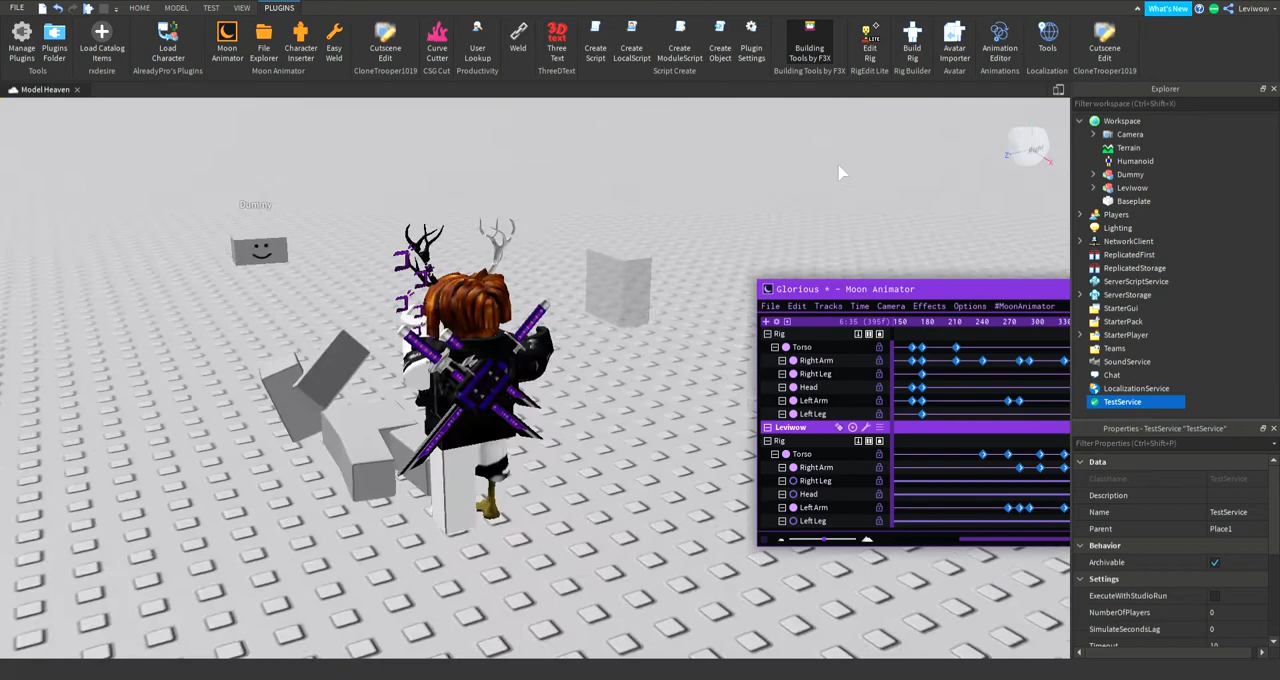 FILE HOME MODEL TEST VIEW PLUGINS What's New Leviwow
Manage Plugins
Plugins Folder
Load Catalog Items
Load Character
Moon Animator
File Explorer
Character Inserter
Easy Weld
Cutscene Edit
Curve Cutter
User Lookup
Weld
3D TEXT
Three Text
Create Script
Create LocalScript
Create ModuleScript
Create Object
Plugin Settings
Building Tools by F3X
LITE
Edit Rig
Build Rig
Avatar Importer
Animation Editor
Tools
Cutscene Edit
Tools rxdesire AlreadyPro's Plugins Moon Animator CloneTrooper1019 CSG Cut Productivity ThreeDText Script Create Building Tools by F3X RigEdit Lite Rig Builder Avatar Animations Localization CloneTrooper1019
Model Heaven
Dummy
Right
Z
X
Glorious * - Moon Animator
File Edit Tracks Time Camera Effects Options #MoonAnimator
6:35 (395f) 150 180 210 240 270 300 330
Rig
Torso
Right Arm
Right Leg
Head
Left Arm
Left Leg
Leviwow
Rig
Torso
Right Arm
Right Leg
Head
Left Arm
Left Leg
Explorer
Filter workspace (Ctrl+Shift+X)
Workspace
Camera
Terrain
Humanoid
Dummy
Leviwow
Baseplate
Players
Lighting
NetworkClient
ReplicatedFirst
ReplicatedStorage
ServerScriptService
ServerStorage
StarterGui
StarterPack
StarterPlayer
Teams
SoundService
Chat
LocalizationService
TestService
Properties - TestService "TestService"
Filter Properties (Ctrl+Shift+P)
Data
ClassName TestService
Description
Name TestService
Parent Place1
Behavior
Archivable
Settings
ExecuteWithStudioRun
NumberOfPlayers 0
SimulateSecondsLag 0
Timeout 10